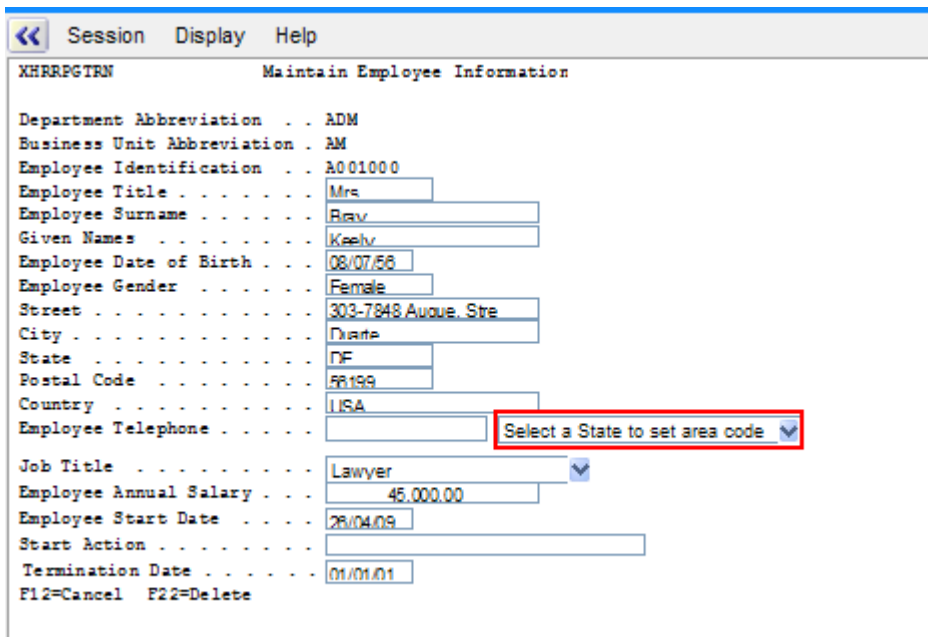 Session Display Help
XHRRPGTRN Maintain Employee Information
Department Abbreviation . . ADM
Business Unit Abbreviation . AM
Employee Identification . . A001000
Employee Title . . . . . . . Mrs
Employee Surname . . . . . . Bray
Given Names . . . . . . . . Keely
Employee Date of Birth . . . 08/07/56
Employee Gender . . . . . . Female
Street . . . . . . . . . . . 303-7848 Augue. Stre
City . . . . . . . . . . . . Duarte
State . . . . . . . . . . . DE
Postal Code . . . . . . . . 56199
Country . . . . . . . . . . USA
Employee Telephone . . . . . Select a State to set area code
Job Title . . . . . . . . . Lawyer
Employee Annual Salary . . . 45,000.00
Employee Start Date . . . . 26/04/09
Start Action . . . . . . . .
Termination Date . . . . . . 01/01/01
F12=Cancel F22=Delete